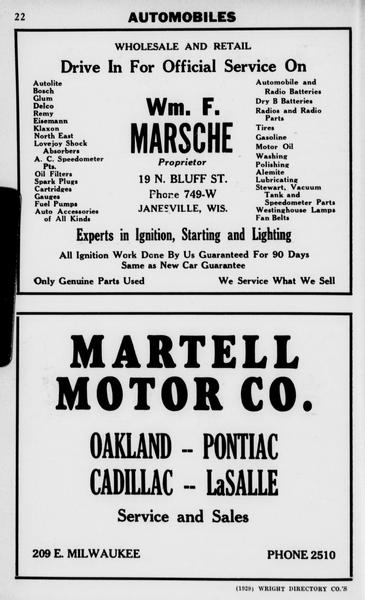 22 AUTOMOBILES
WHOLESALE AND RETAIL
Drive In For Official Service On
Autolite
Bosch
Glum
Delco
Remy
Eisemann
Klaxon
North East
Lovejoy Shock
Absorbers
A. C. Speedometer
Pts.
Oil Filters
Spark Plugs
Cartridges
Gauges
Fuel Pumps
Auto Accessories
of All Kinds
Wm. F.
MARSCHE
Proprietor
19 N. BLUFF ST.
Phone 749-W
JANESVILLE, WIS.
Automobile and
Radio Batteries
Dry B Batteries
Radios and Radio
Parts
Tires
Gasoline
Motor Oil
Washing
Polishing
Alemite
Lubricating
Stewart, Vacuum
Tank and
Speedometer Parts
Westinghouse Lamps
Fan Belts
Experts in Ignition, Starting and Lighting
All Ignition Work Done By Us Guaranteed For 90 Days
Same as New Car Guarantee
Only Genuine Parts Used We Service What We Sell
MARTELL
MOTOR CO.
OAKLAND -- PONTIAC
CADILLAC -- LaSALLE
Service and Sales
209 E. MILWAUKEE PHONE 2510
(1929) WRIGHT DIRECTORY CO.'S